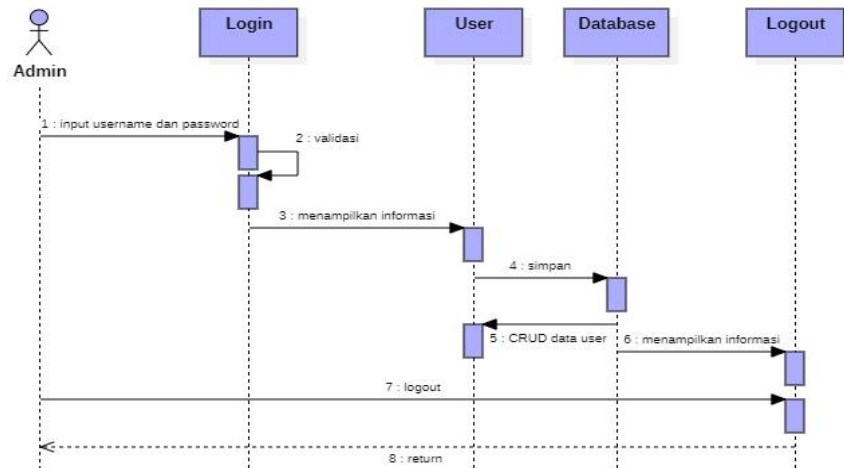 Login
User
Database
Logout
Admin
1 : input username dan password
2 : validasi
3 : menampilkan informasi
4 : simpan
5 : CRUD data user
6 : menampilkan informasi
7 : logout
8 : return